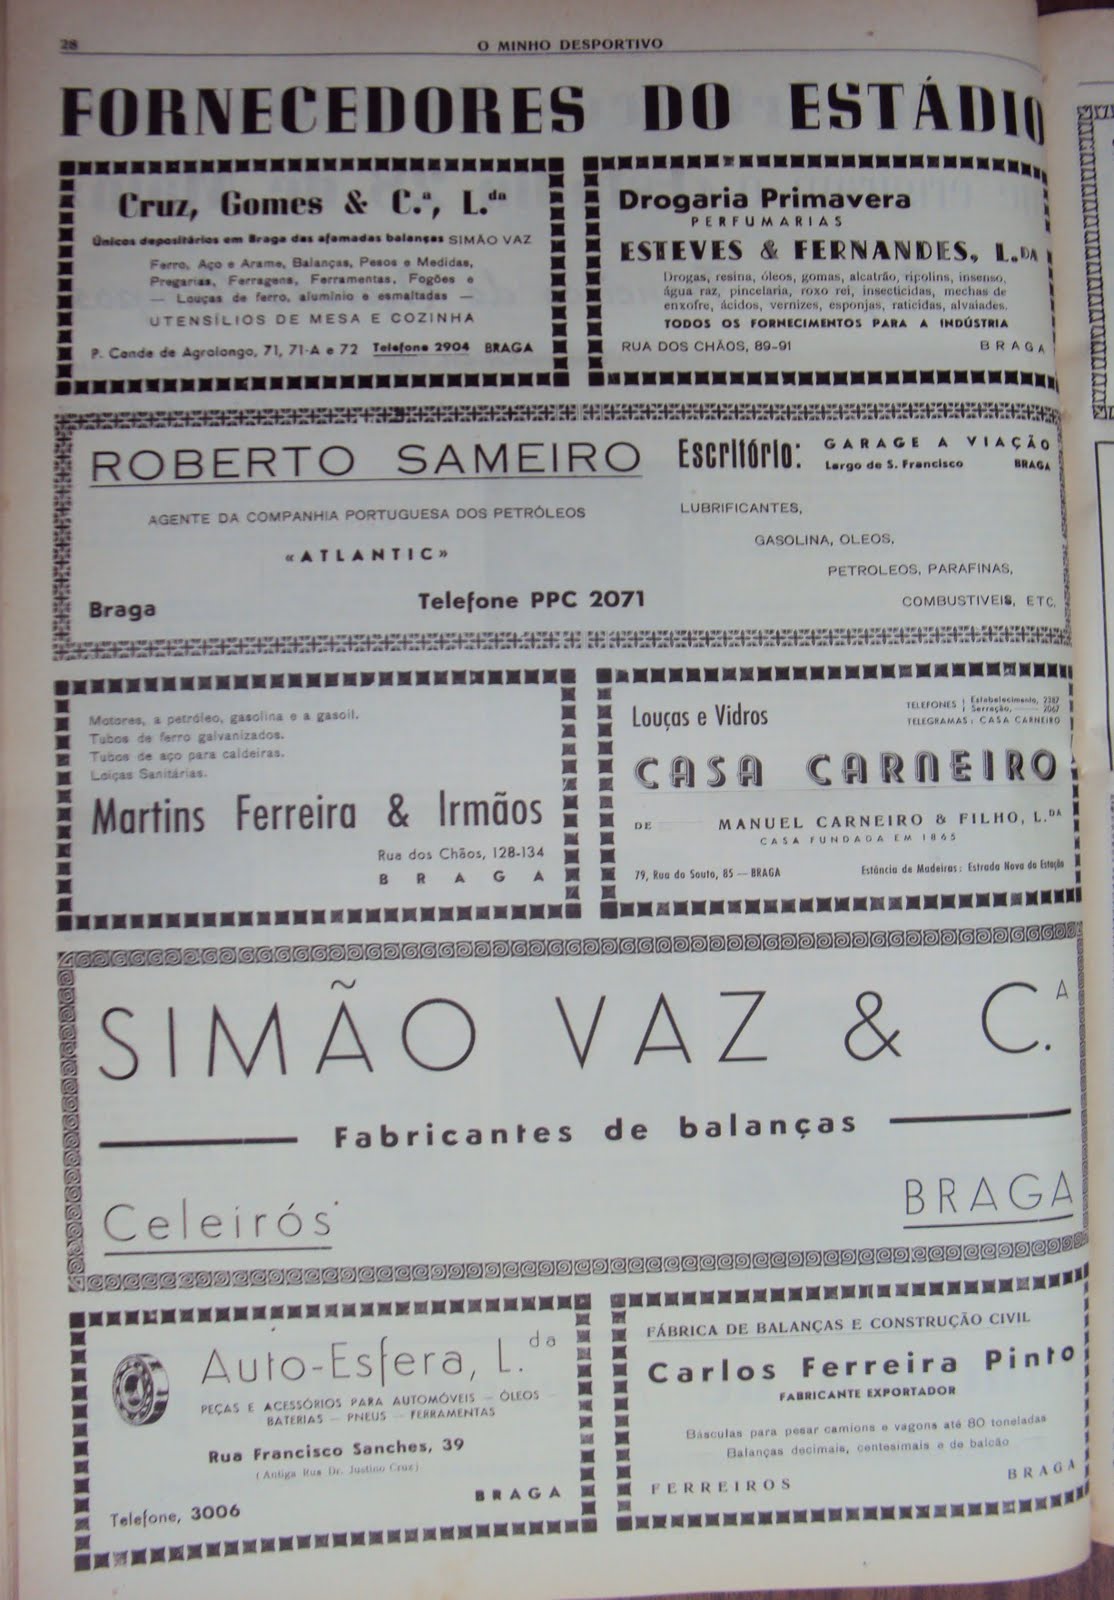 28
O MINHO DESPORTIVO
FORNECEDORES DO ESTÁDIO
Cruz, Gomes & C.ª, L.da
Únicos depositários em Braga das afamadas balanças SIMÃO VAZ
Ferro, Aço e Arame, Balanças, Pesos e Medidas,
Pregarias, Ferragens, Ferramentas, Fogões e
— Louças de ferro, alumínio e esmaltadas —
UTENSÍLIOS DE MESA E COZINHA
P. Conde de Agrolongo, 71, 71-A e 72 Telefone 2904 BRAGA
Drogaria Primavera
PERFUMARIAS
ESTEVES & FERNANDES, L.DA
Drogas, resina, óleos, gomas, alcatrão, ripolins, insenso,
água raz, pincelaria, roxo rei, insecticidas, mechas de
enxofre, ácidos, vernizes, esponjas, raticidas, alvaiades.
TODOS OS FORNECIMENTOS PARA A INDÚSTRIA
RUA DOS CHÃOS, 89-91 BRAGA
ROBERTO SAMEIRO
AGENTE DA COMPANHIA PORTUGUESA DOS PETRÓLEOS
«ATLANTIC»
Braga Telefone PPC 2071
Escritório: GARAGE A VIAÇÃO
Largo de S. Francisco BRAGA
LUBRIFICANTES,
GASOLINA, OLEOS,
PETROLEOS, PARAFINAS,
COMBUSTIVEIS, ETC.
Motores, a petróleo, gasolina e a gasoil.
Tubos de ferro galvanizados.
Tubos de aço para caldeiras.
Loiças Sanitárias.
Martins Ferreira & Irmãos
Rua dos Chãos, 128-134
BRAGA
Louças e Vidros
TELEFONES Estabelecimento, 2387
Serração, — 2067
TELEGRAMAS: CASA CARNEIRO
CASA CARNEIRO
DE — MANUEL CARNEIRO & FILHO, L.DA
CASA FUNDADA EM 1865
79, Rua do Souto, 85 — BRAGA Estância de Madeiras: Estrada Nova da Estação
SIMÃO VAZ & C.A
Fabricantes de balanças
Celeirós
BRAGA
Auto-Esfera, L.da
PEÇAS E ACESSÓRIOS PARA AUTOMÓVEIS — ÓLEOS
BATERIAS — PNEUS — FERRAMENTAS
Rua Francisco Sanches, 39
(Antiga Rua Dr. Justino Cruz)
BRAGA
Telefone, 3006
FÁBRICA DE BALANÇAS E CONSTRUÇÃO CIVIL
Carlos Ferreira Pinto
FABRICANTE EXPORTADOR
Básculas para pesar camions e vagons até 80 toneladas
Balanças decimais, centesimais e de balcão
FERREIROS BRAGA